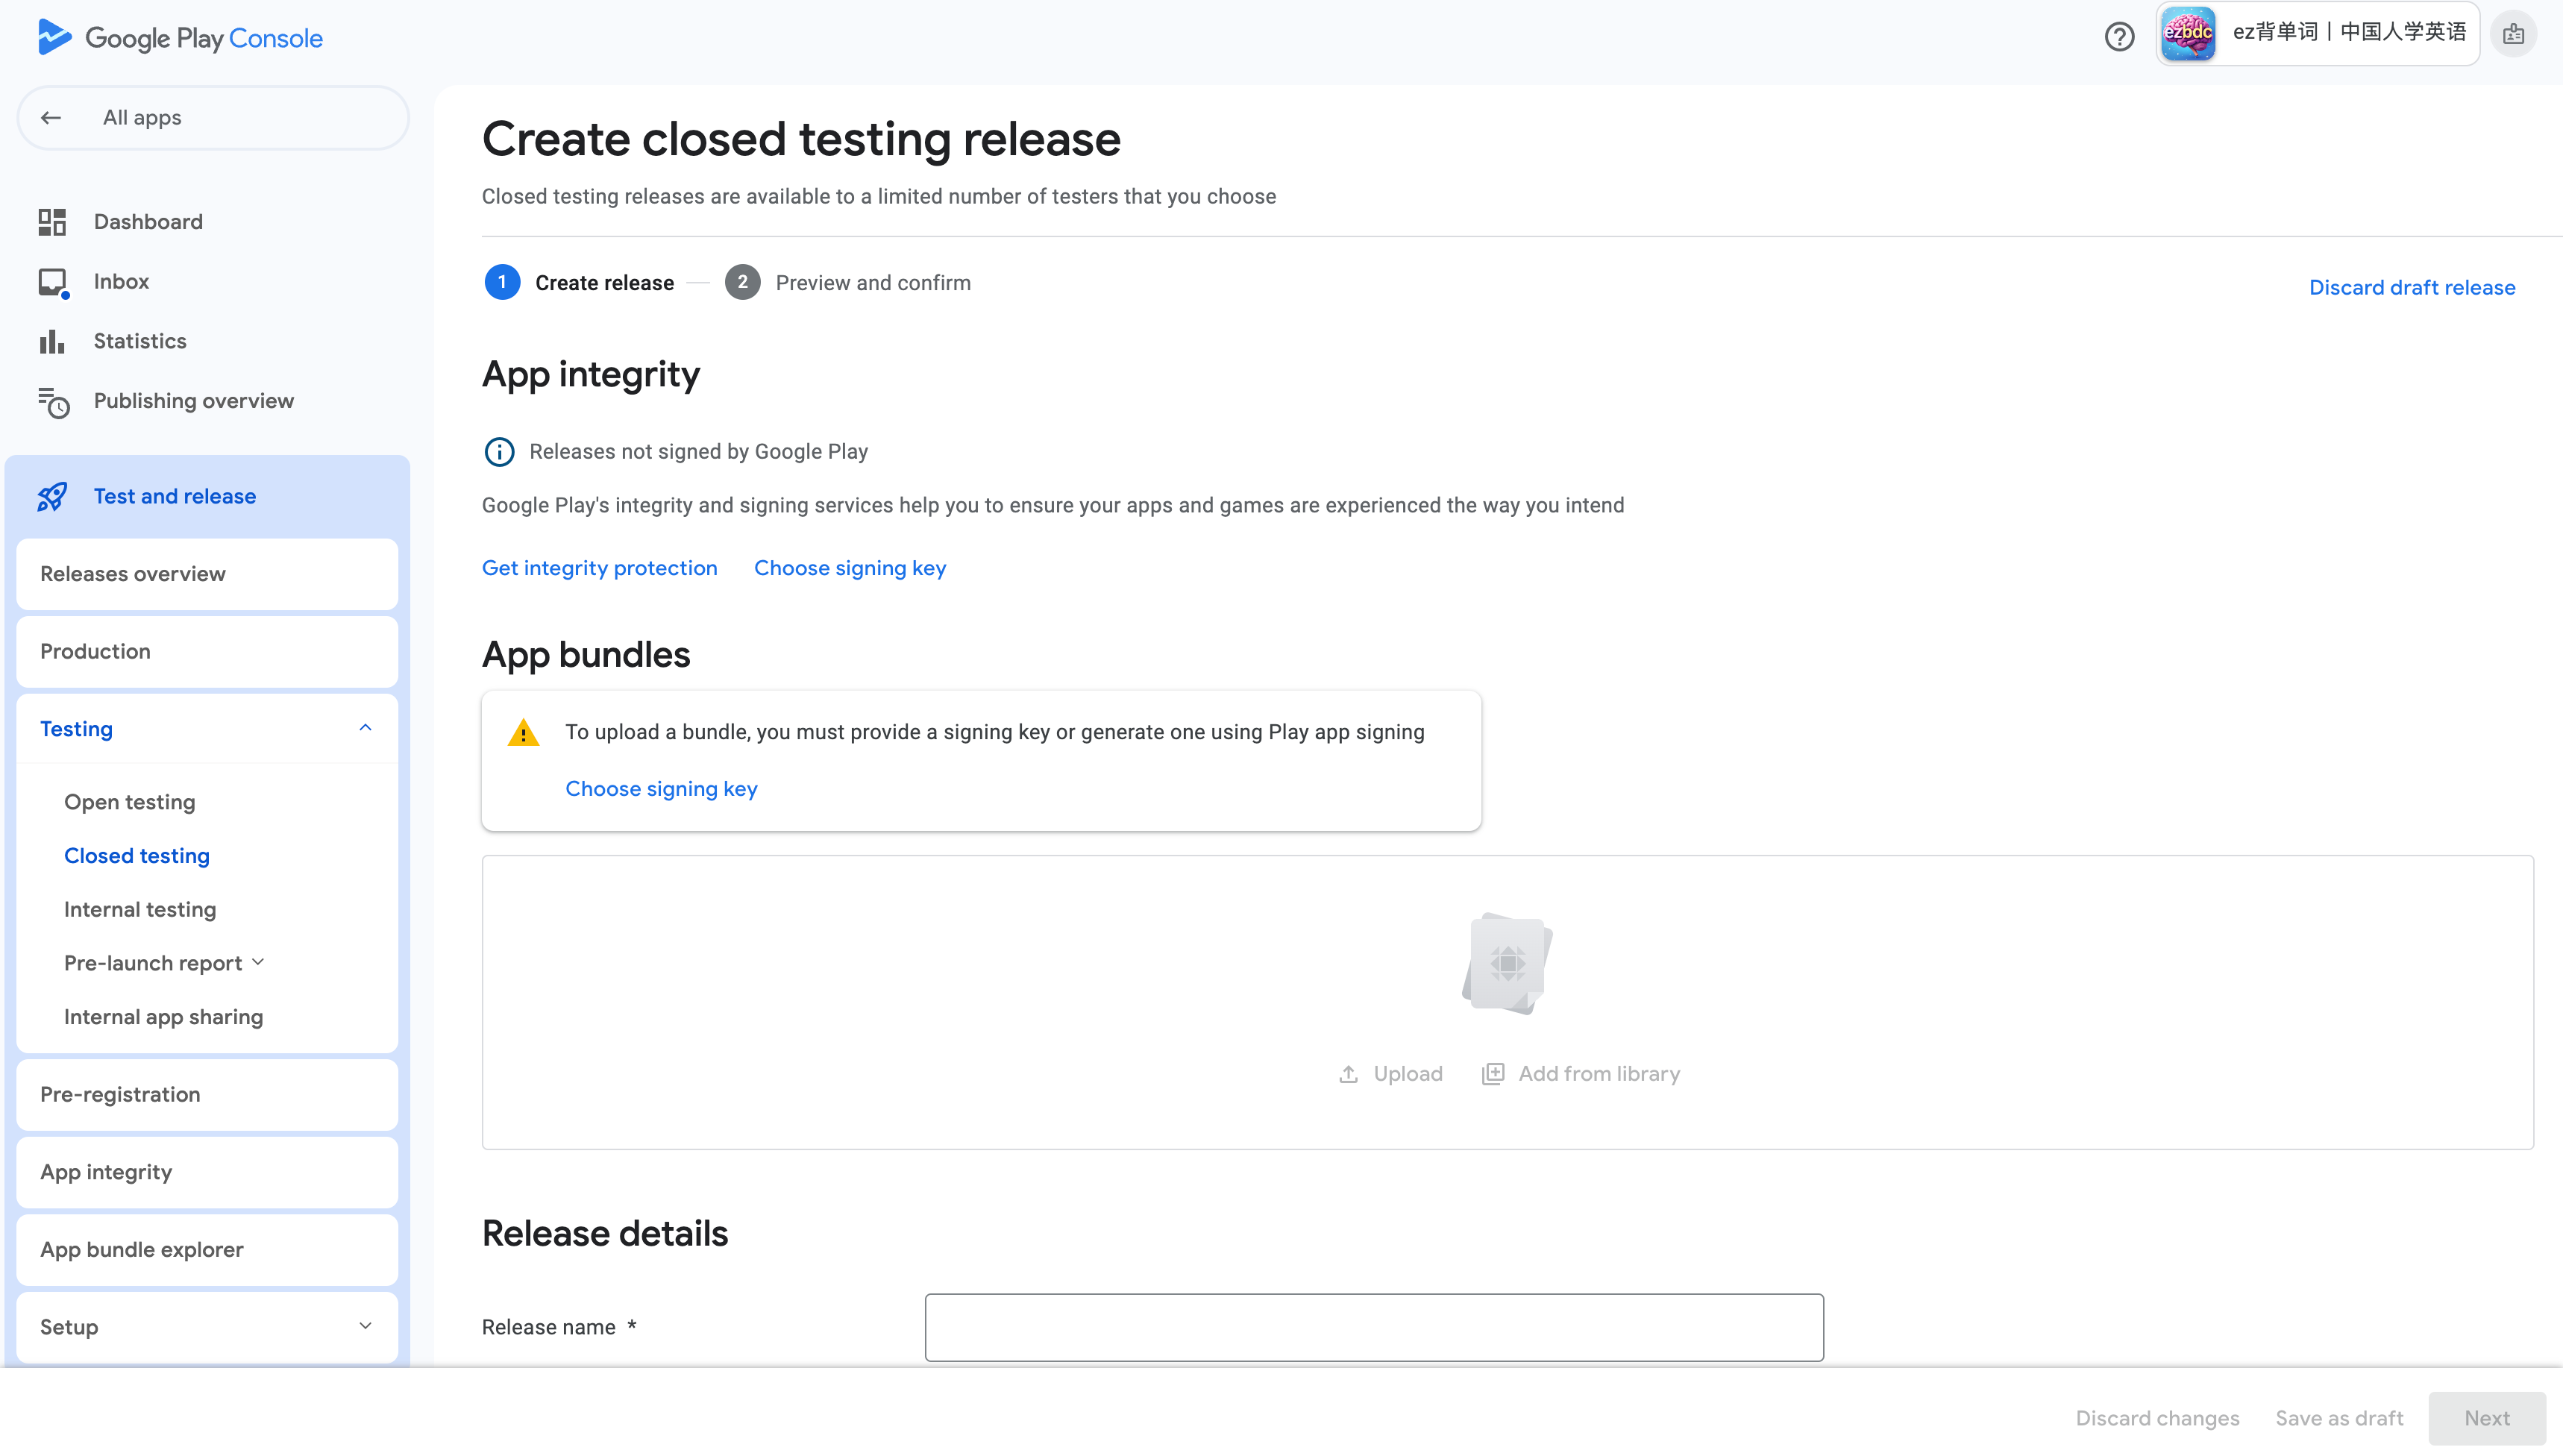 Google Play Console
ezbdc
ez背单词丨中国人学英语
All apps
Dashboard
Inbox
Statistics
Publishing overview
Test and release
Releases overview
Production
Testing
Open testing
Closed testing
Internal testing
Pre-launch report
Internal app sharing
Pre-registration
App integrity
App bundle explorer
Setup
Create closed testing release
Closed testing releases are available to a limited number of testers that you choose
1 Create release
2 Preview and confirm
Discard draft release
App integrity
Releases not signed by Google Play
Google Play's integrity and signing services help you to ensure your apps and games are experienced the way you intend
Get integrity protection
Choose signing key
App bundles
To upload a bundle, you must provide a signing key or generate one using Play app signing
Choose signing key
Upload
Add from library
Release details
Release name *
Discard changes
Save as draft
Next